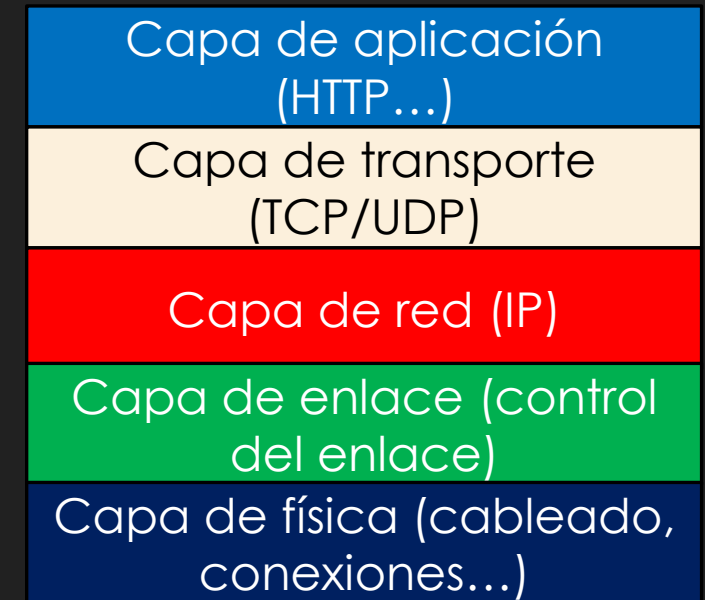 Capa de aplicación
(HTTP…)
Capa de transporte
(TCP/UDP)
Capa de red (IP)
Capa de enlace (control
del enlace)
Capa de física (cableado,
conexiones…)